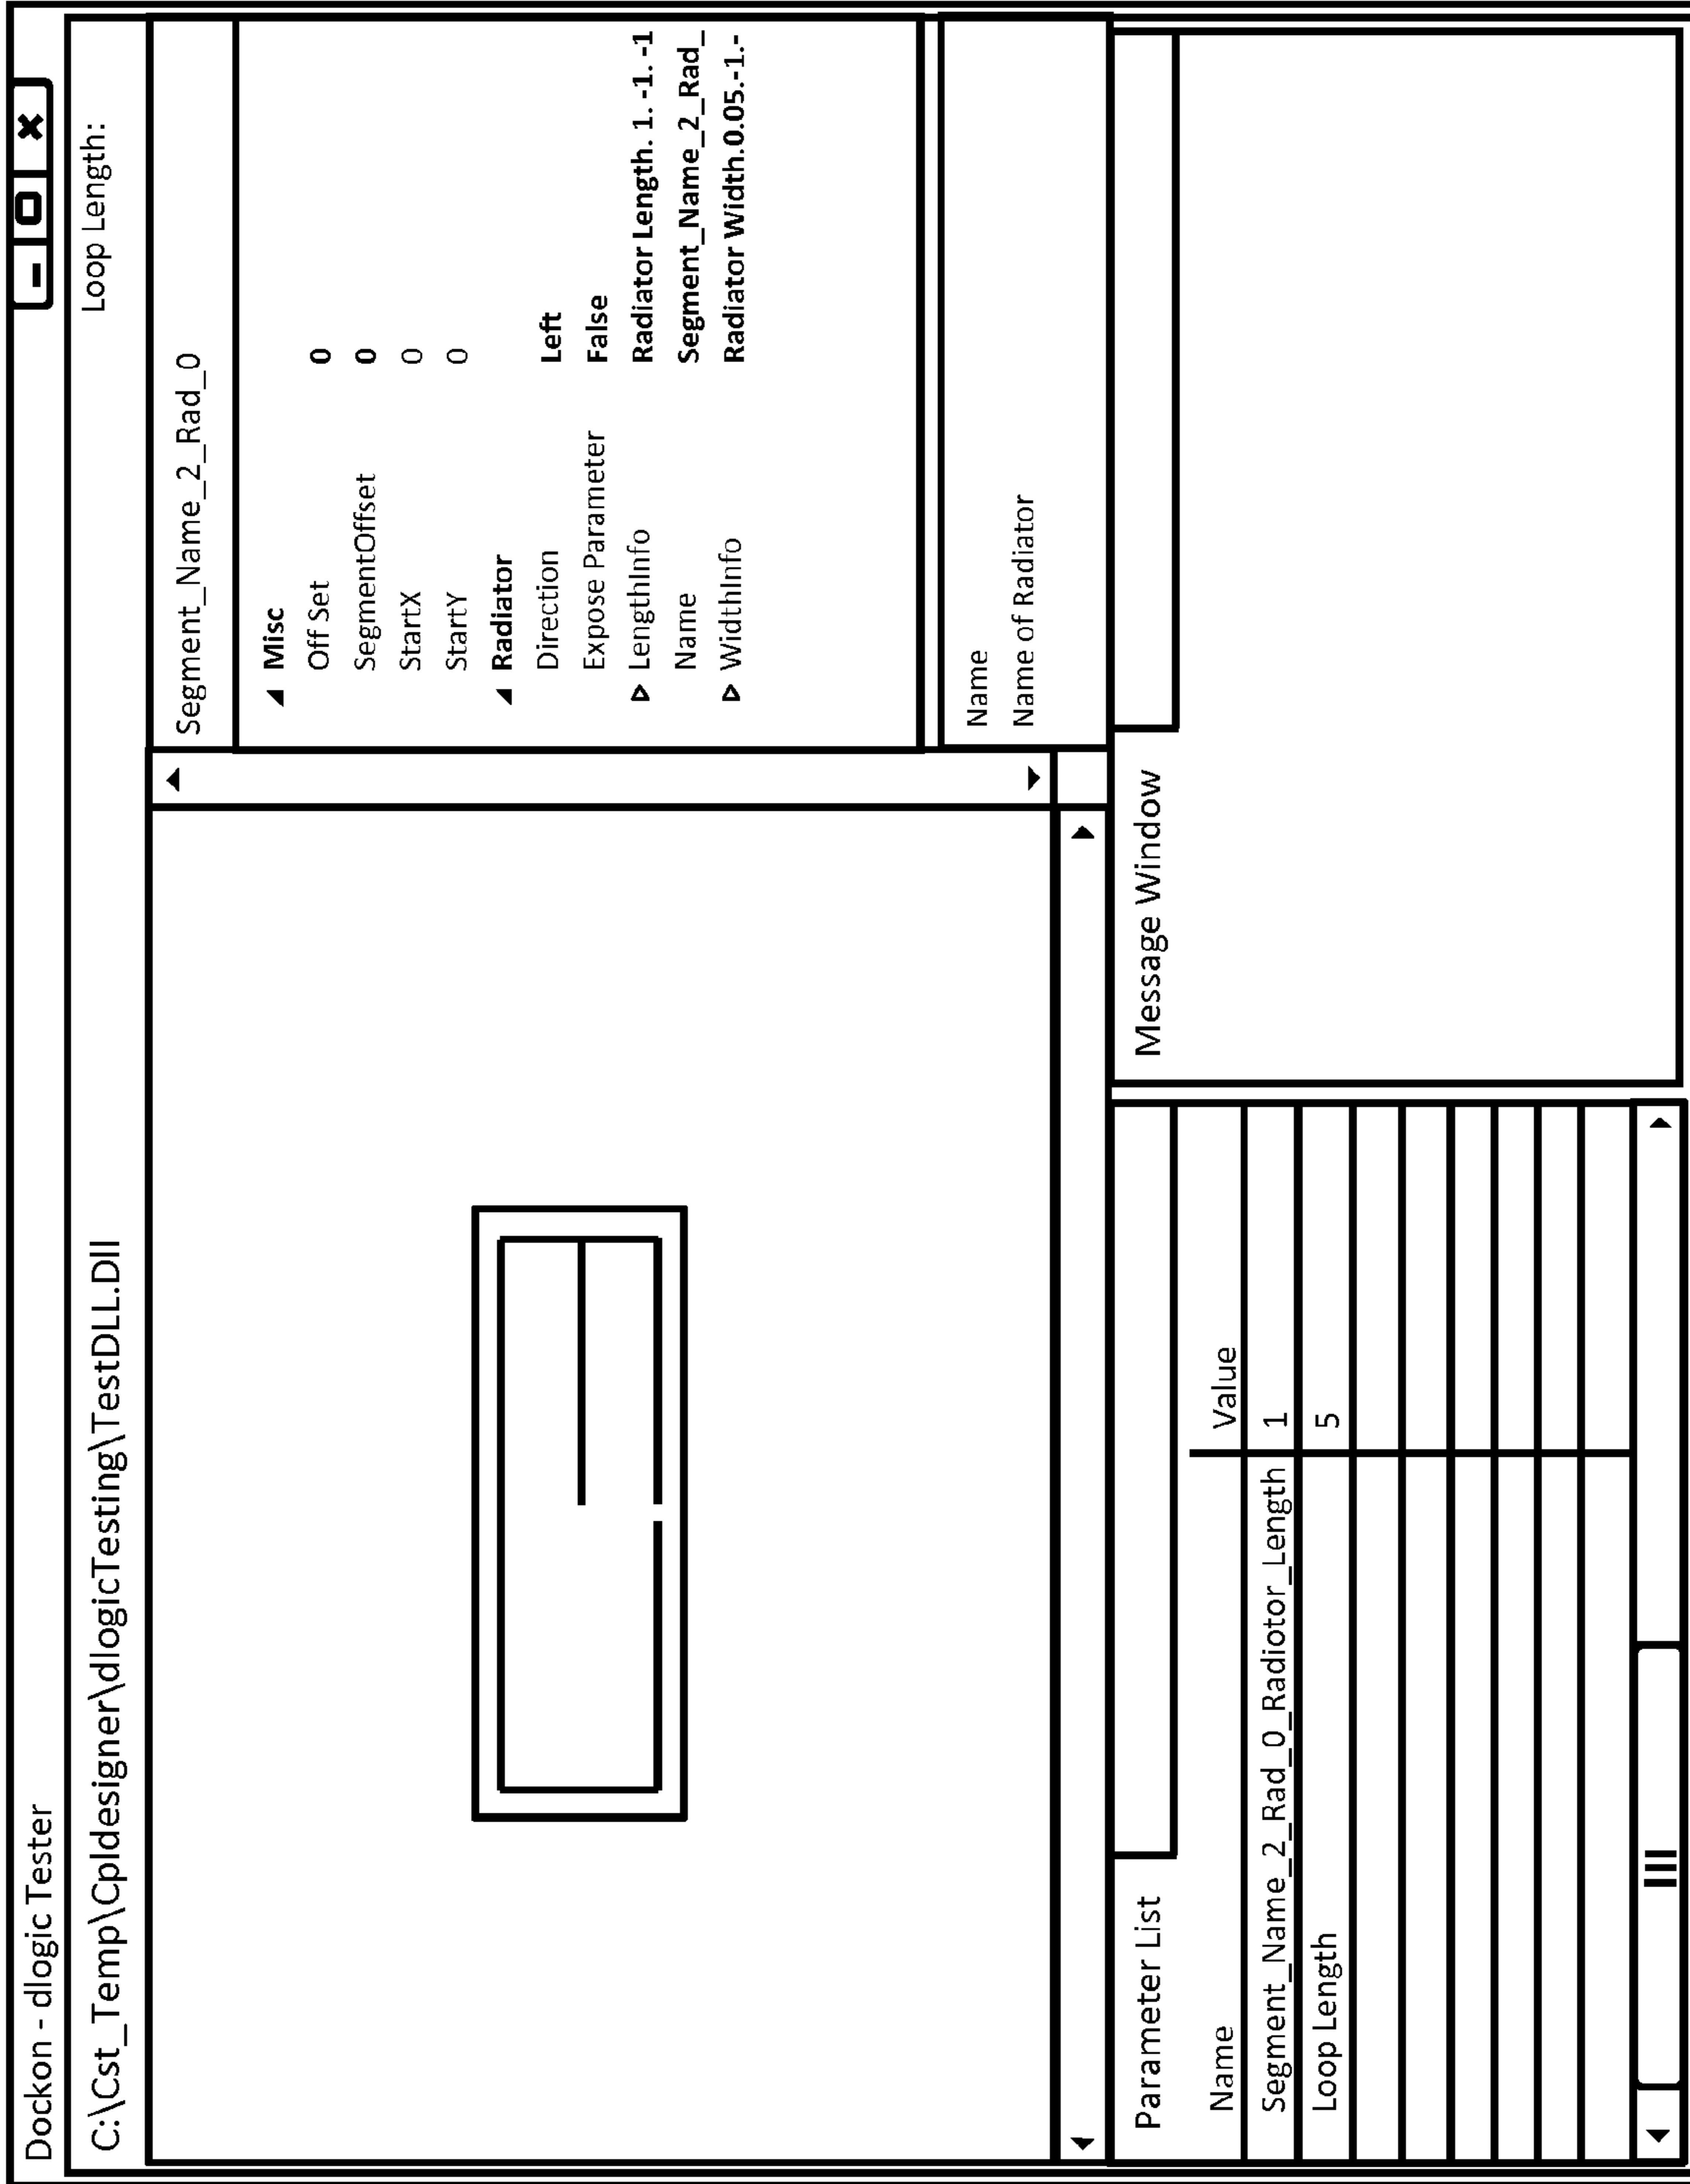 Dockon - dlogic Tester
C:\Cst_Temp\Cpldesigner\dlogicTesting\TestDLL.Dll
Loop Length:
Segment_Name_2_Rad_0
Misc
Off Set 0
SegmentOffset 0
StartX 0
StartY 0
Radiator
Direction Left
Expose Parameter False
LengthInfo Radiator Length. 1. -1. -1
Name Segment_Name_2_Rad_
WidthInfo Radiator Width.0.05.-1.-
Name
Name of Radiator
Parameter List
Name Value
Segment_Name_2_Rad_0_Radiotor_Length 1
Loop Length 5
Message Window